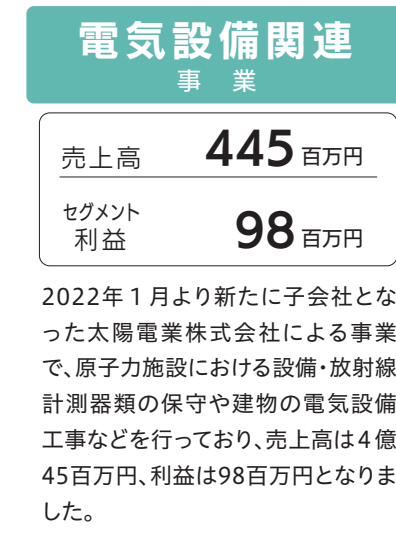 電気設備関連
事業
売上高 445百万円
セグメント
利益 98百万円
2022年1月より新たに子会社とな
った太陽電業株式会社による事業
で、原子力施設における設備・放射線
計測器類の保守や建物の電気設備
工事などを行っており、売上高は4億
45百万円、利益は98百万円となりま
した。